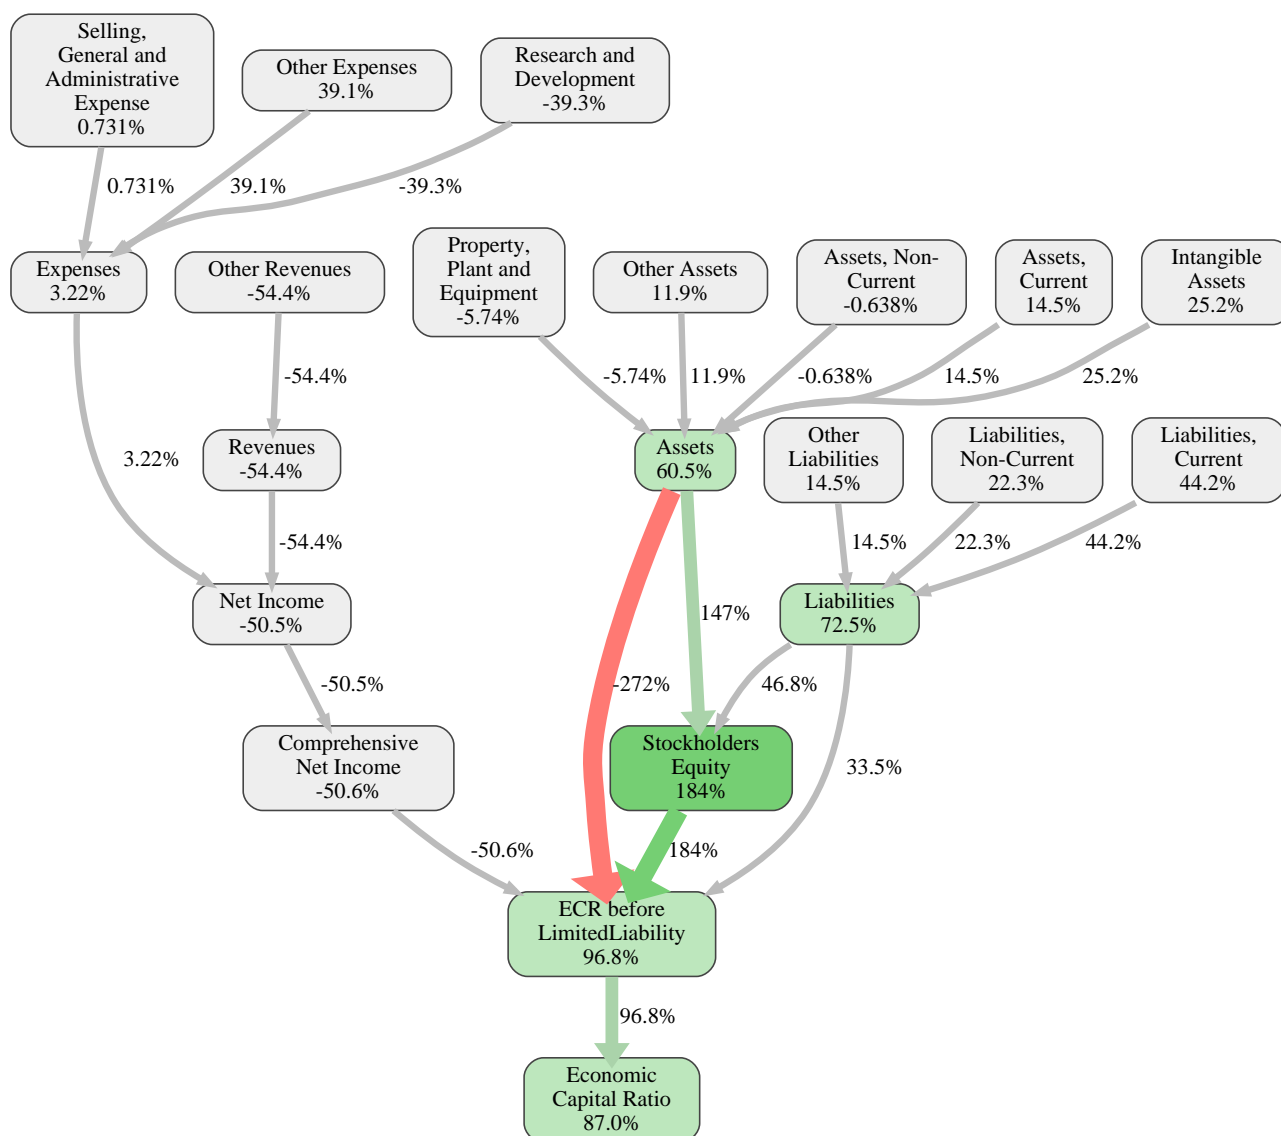 Selling,
General and
Administrative
Expense
0.731%
Other Expenses
39.1%
Research and
Development
-39.3%
0.731%
39.1%
-39.3%
Expenses
3.22%
Other Revenues
-54.4%
Property,
Plant and
Equipment
-5.74%
Other Assets
11.9%
Assets, Non-
Current
-0.638%
Assets,
Current
14.5%
Intangible
Assets
25.2%
-54.4%
-5.74%
11.9%
-0.638%
14.5%
25.2%
3.22%
Revenues
-54.4%
Assets
60.5%
Other
Liabilities
14.5%
Liabilities,
Non-Current
22.3%
Liabilities,
Current
44.2%
-54.4%
14.5%
22.3%
44.2%
Net Income
-50.5%
Liabilities
72.5%
147%
-50.5%
-272%
46.8%
Comprehensive
Net Income
-50.6%
Stockholders
Equity
184%
33.5%
-50.6%
184%
ECR before
LimitedLiability
96.8%
96.8%
Economic
Capital Ratio
87.0%